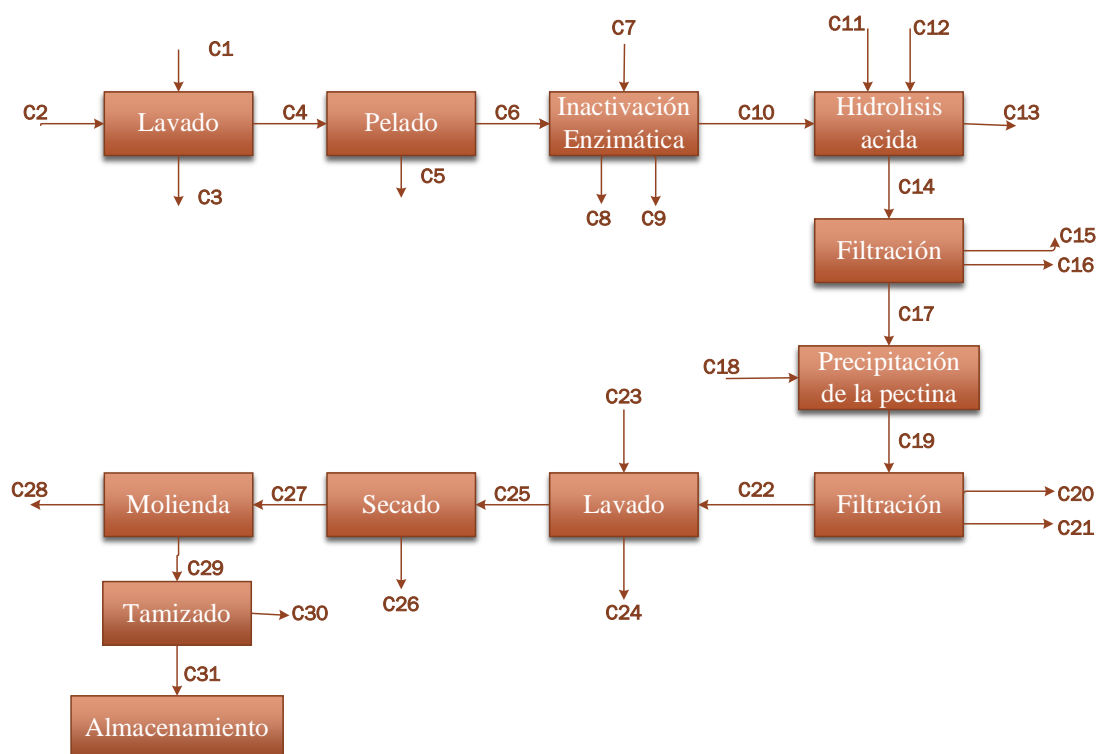 C1
C7
C11
C12
C2
Lavado
C4
Pelado
C6
Inactivación
Enzimática
C10
Hidrolisis
acida
C13
C3
C5
C8
C9
C14
Filtración
C15
C16
C17
C18
Precipitación
de la pectina
C23
C19
C28
Molienda
C27
Secado
C25
Lavado
C22
Filtración
C20
C21
C29
C26
C24
Tamizado
C30
C31
Almacenamiento